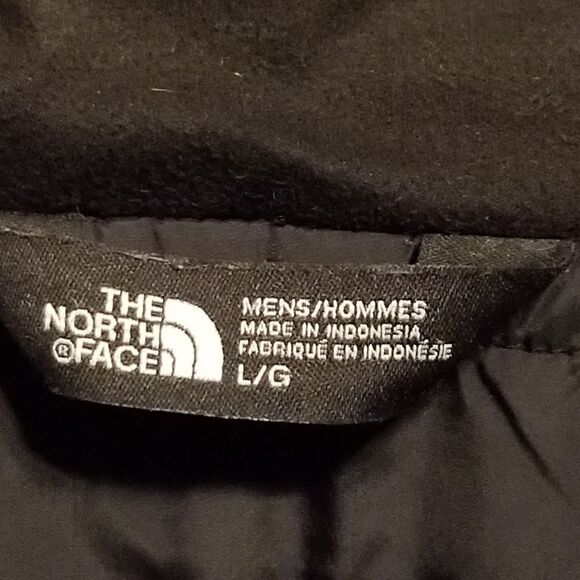 THE
NORTH
®FACE
MENS/HOMMES
MADE IN INDONESIA
FABRIQUÉ EN INDONÉSIE
L/G